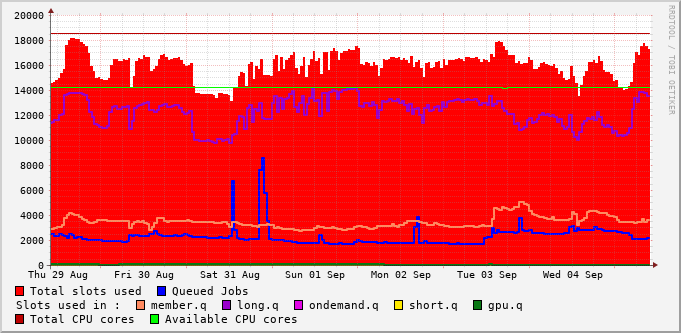 20000
18000
16000
14000
12000
10000
8000
6000
4000
2000
0
Thu 29 Aug Fri 30 Aug Sat 31 Aug Sun 01 Sep Mon 02 Sep Tue 03 Sep Wed 04 Sep
RRDTOOL / TOBI OETIKER
Total slots used Queued Jobs
Slots used in : member.q long.q ondemand.q short.q gpu.q
Total CPU cores Available CPU cores